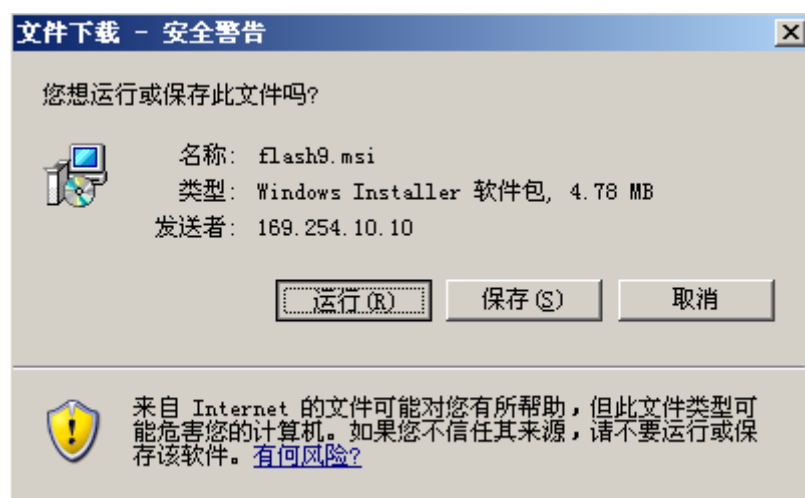 文件下载 - 安全警告
您想运行或保存此文件吗?
名称: flash9.msi
类型: Windows Installer 软件包, 4.78 MB
发送者: 169.254.10.10
运行(R) 保存(S) 取消
来自 Internet 的文件可能对您有所帮助，但此文件类型可
能危害您的计算机。如果您不信任其来源，请不要运行或保
存该软件。有何风险?